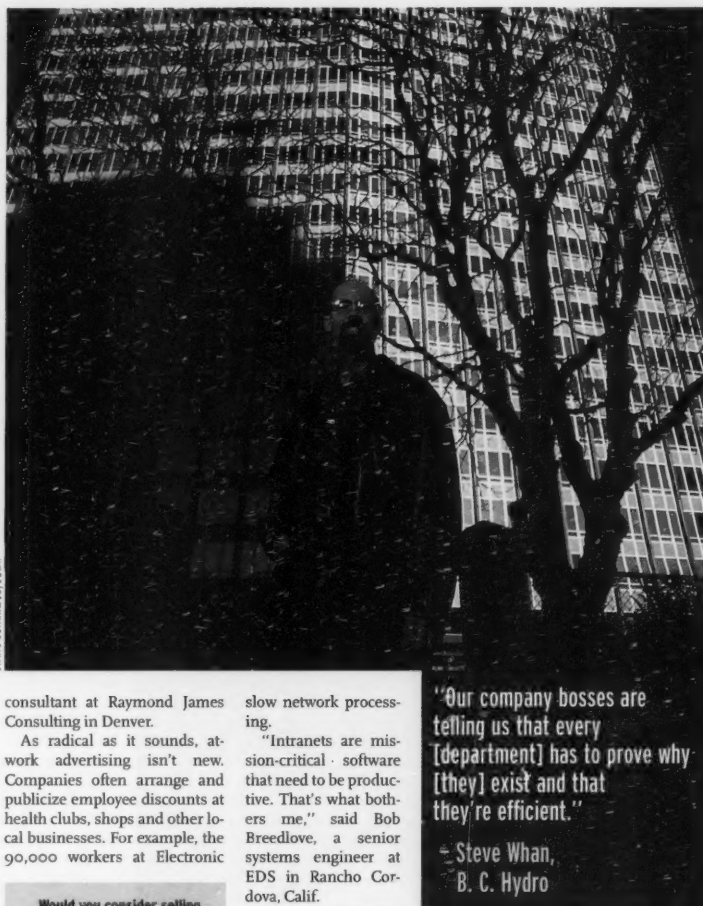 consultant at Raymond James
Consulting in Denver.
As radical as it sounds, at-
work advertising isn't new.
Companies often arrange and
publicize employee discounts at
health clubs, shops and other lo-
cal businesses. For example, the
90,000 workers at Electronic
Would you consider selling
slow network process-
ing.
"Intranets are mis-
sion-critical software
that need to be produc-
tive. That's what both-
ers me," said Bob
Breedlove, a senior
systems engineer at
EDS in Rancho Cor-
dova, Calif.
"Our company bosses are
telling us that every
[department] has to prove why
[they] exist and that
they're efficient."
- Steve Whan,
B. C. Hydro